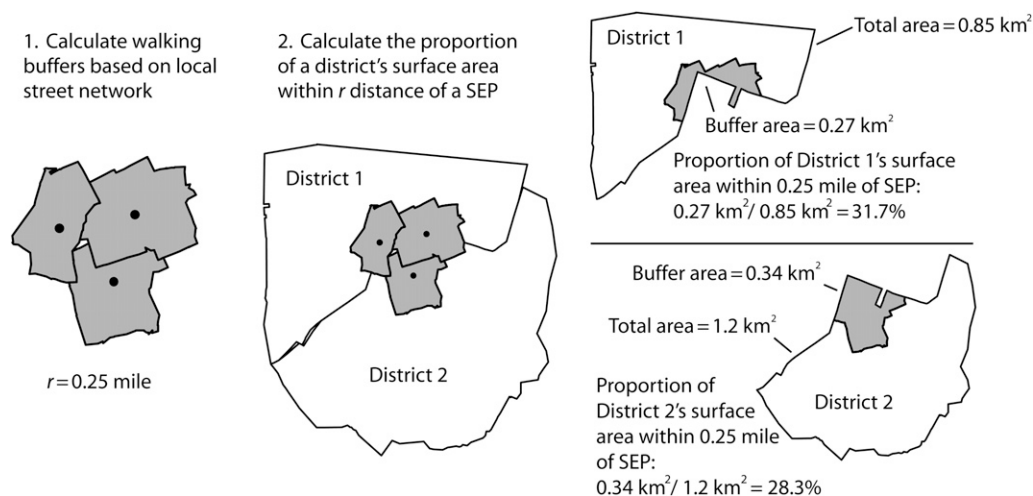 1. Calculate walking
buffers based on local
street network
r = 0.25 mile
2. Calculate the proportion
of a district's surface area
within r distance of a SEP
District 1
District 2
District 1
Total area = 0.85 km²
Buffer area = 0.27 km²
Proportion of District 1's surface
area within 0.25 mile of SEP:
0.27 km²/ 0.85 km² = 31.7%
Buffer area = 0.34 km²
Total area = 1.2 km²
District 2
Proportion of
District 2's surface
area within 0.25 mile
of SEP:
0.34 km²/ 1.2 km² = 28.3%